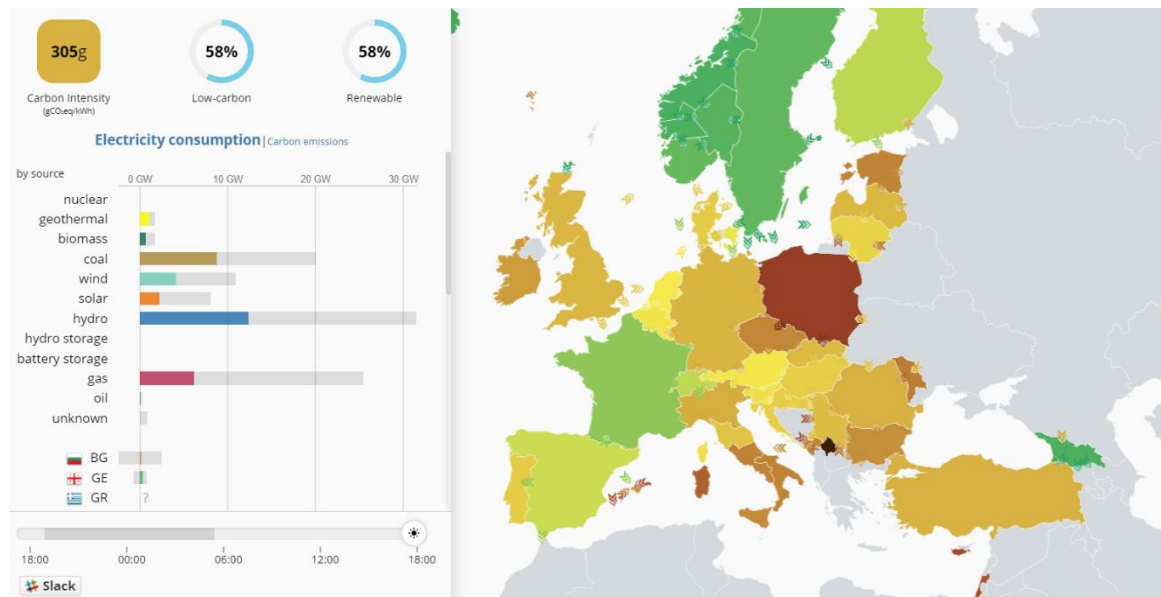 305g
58%
58%
Carbon Intensity
(gCO₂eq/kWh)
Low-carbon
Renewable
Electricity consumption | Carbon emissions
by source
0 GW 10 GW 20 GW 30 GW
nuclear
geothermal
biomass
coal
wind
solar
hydro
hydro storage
battery storage
gas
oil
unknown
BG
GE
GR ?
18:00 00:00 06:00 12:00 18:00
Slack